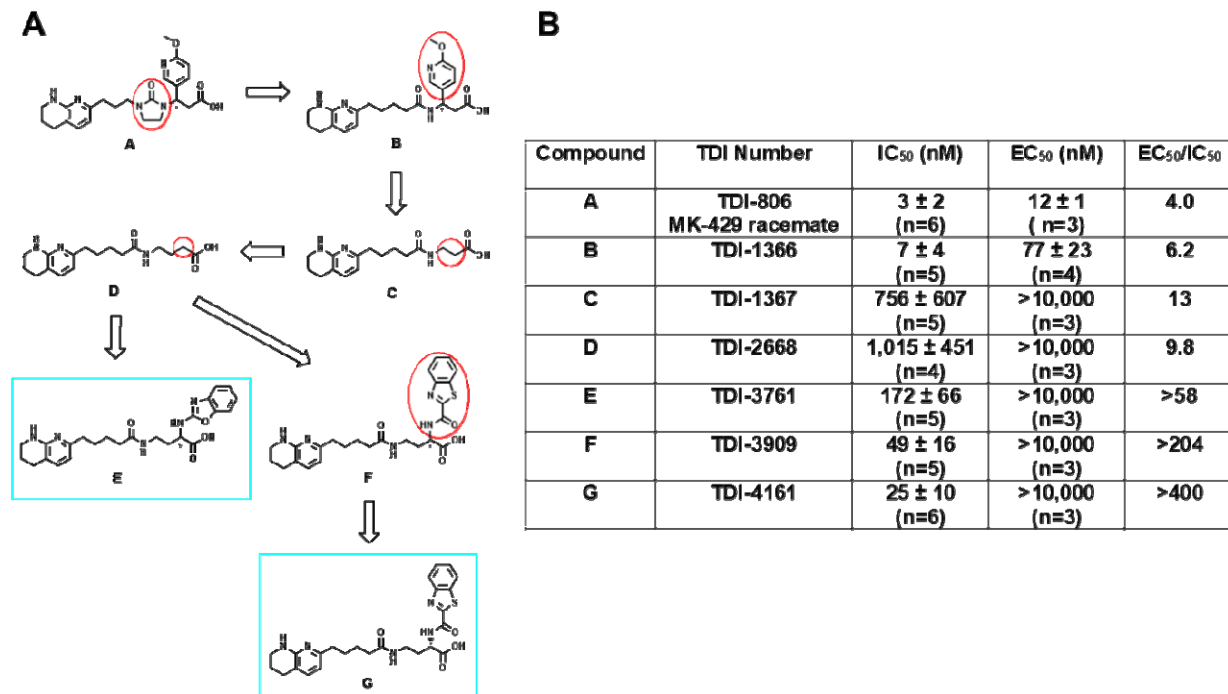 A
B
A
B
C
D
E
F
G
Compound TDI Number IC₅₀ (nM) EC₅₀ (nM) EC₅₀/IC₅₀
A TDI-806 3 ± 2 12 ± 1 4.0
MK-429 racemate (n=6) ( n=3)
B TDI-1366 7 ± 4 77 ± 23 6.2
(n=5) (n=4)
C TDI-1367 756 ± 607 >10,000 13
(n=5) (n=3)
D TDI-2668 1,015 ± 451 >10,000 9.8
(n=4) (n=3)
E TDI-3761 172 ± 66 >10,000 >58
(n=5) (n=3)
F TDI-3909 49 ± 16 >10,000 >204
(n=5) (n=3)
G TDI-4161 25 ± 10 >10,000 >400
(n=6) (n=3)